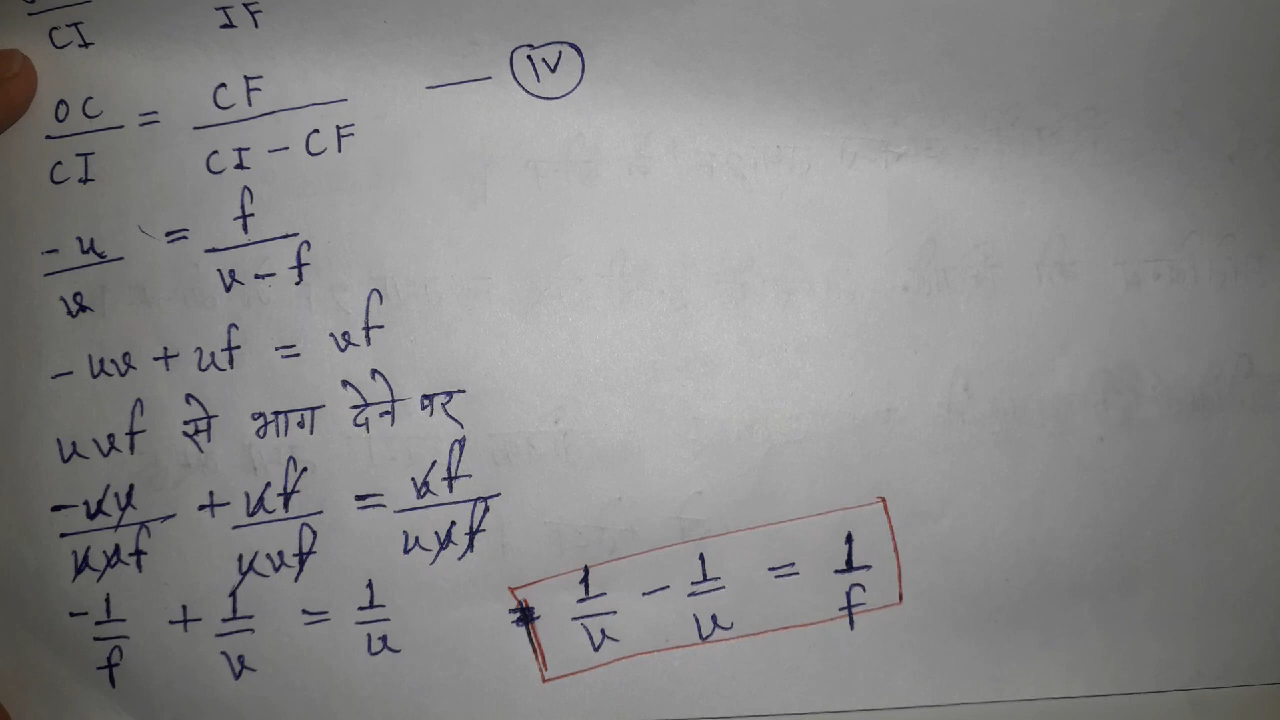 CI IF
OC/CI = CF/(CI - CF) — (IV)
-u/v = f/(v - f)
-uv + uf = vf
uvf से भाग देने पर
-uv/uvf + uf/uvf = vf/uvf
-1/f + 1/v = 1/u
1/v - 1/u = 1/f